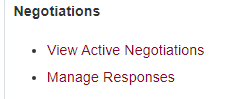 Negotiations
• View Active Negotiations
• Manage Responses